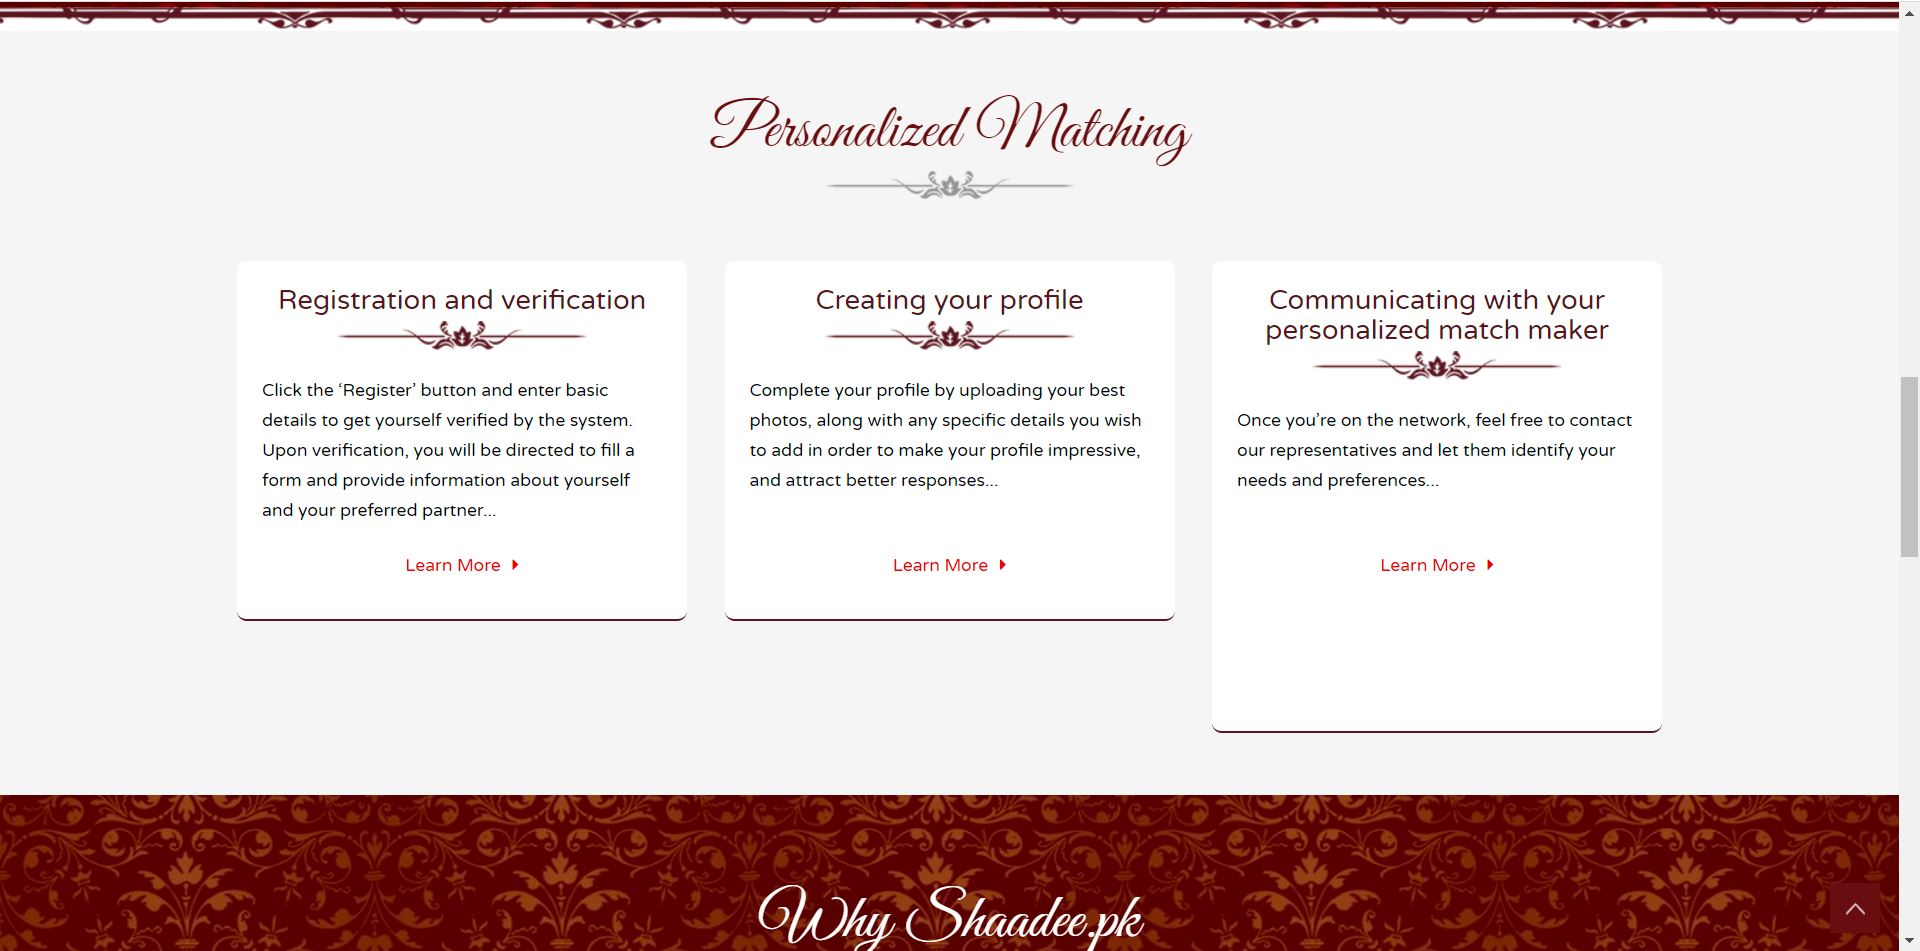 Personalized Matching
Registration and verification
Click the ‘Register’ button and enter basic
details to get yourself verified by the system.
Upon verification, you will be directed to fill a
form and provide information about yourself
and your preferred partner...
Learn More
Creating your profile
Complete your profile by uploading your best
photos, along with any specific details you wish
to add in order to make your profile impressive,
and attract better responses...
Learn More
Communicating with your
personalized match maker
Once you’re on the network, feel free to contact
our representatives and let them identify your
needs and preferences...
Learn More
Why Shaadee.pk